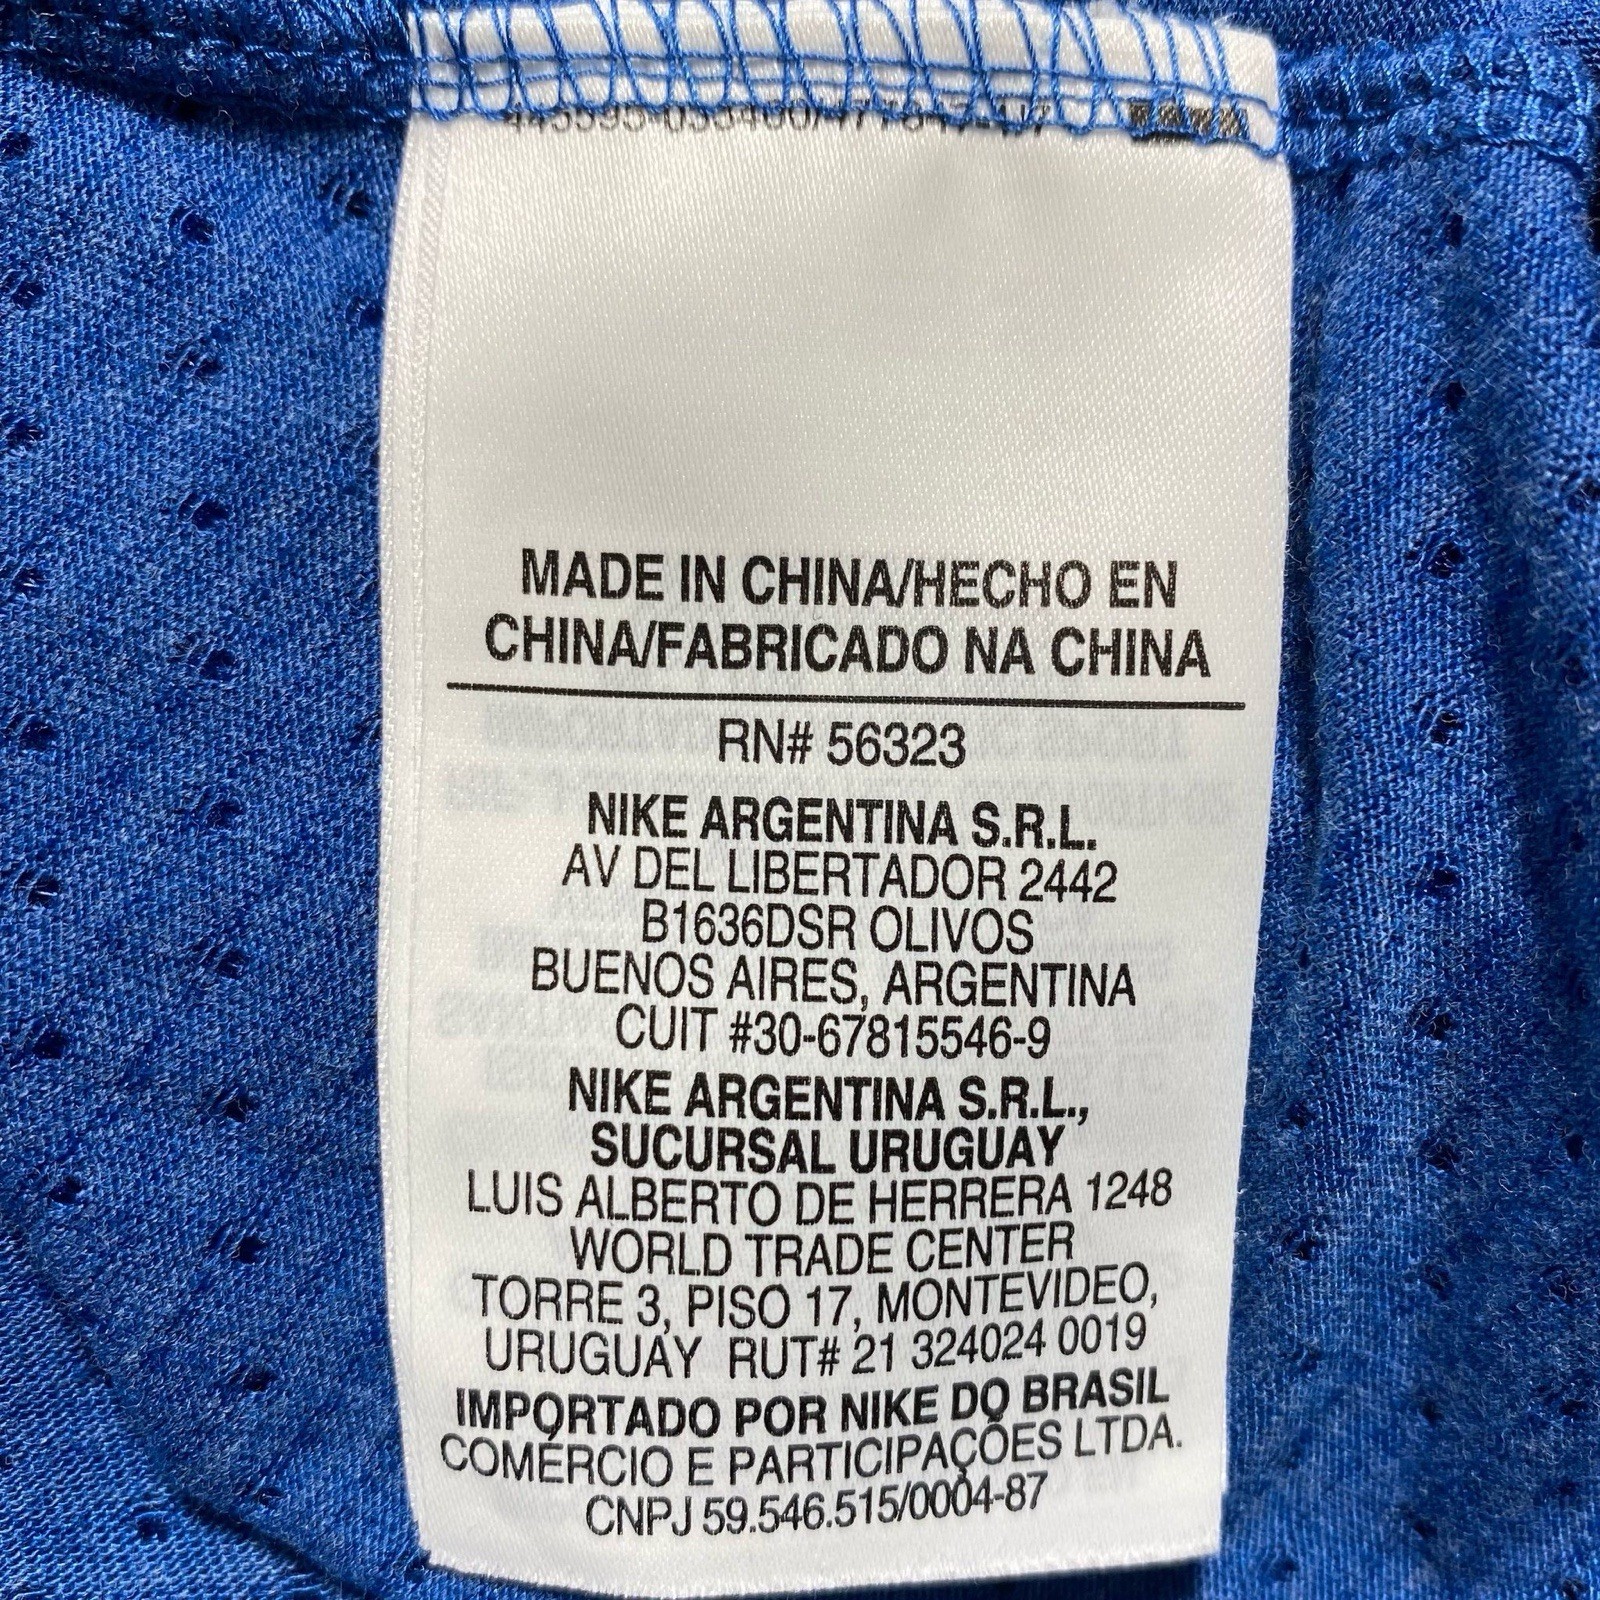 MADE IN CHINA/HECHO EN
CHINA/FABRICADO NA CHINA
RN# 56323
NIKE ARGENTINA S.R.L.
AV DEL LIBERTADOR 2442
B1636DSR OLIVOS
BUENOS AIRES, ARGENTINA
CUIT #30-67815546-9
NIKE ARGENTINA S.R.L.,
SUCURSAL URUGUAY
LUIS ALBERTO DE HERRERA 1248
WORLD TRADE CENTER
TORRE 3, PISO 17, MONTEVIDEO,
URUGUAY RUT# 21 324024 0019
IMPORTADO POR NIKE DO BRASIL
COMÉRCIO E PARTICIPAÇÕES LTDA.
CNPJ 59.546.515/0004-87